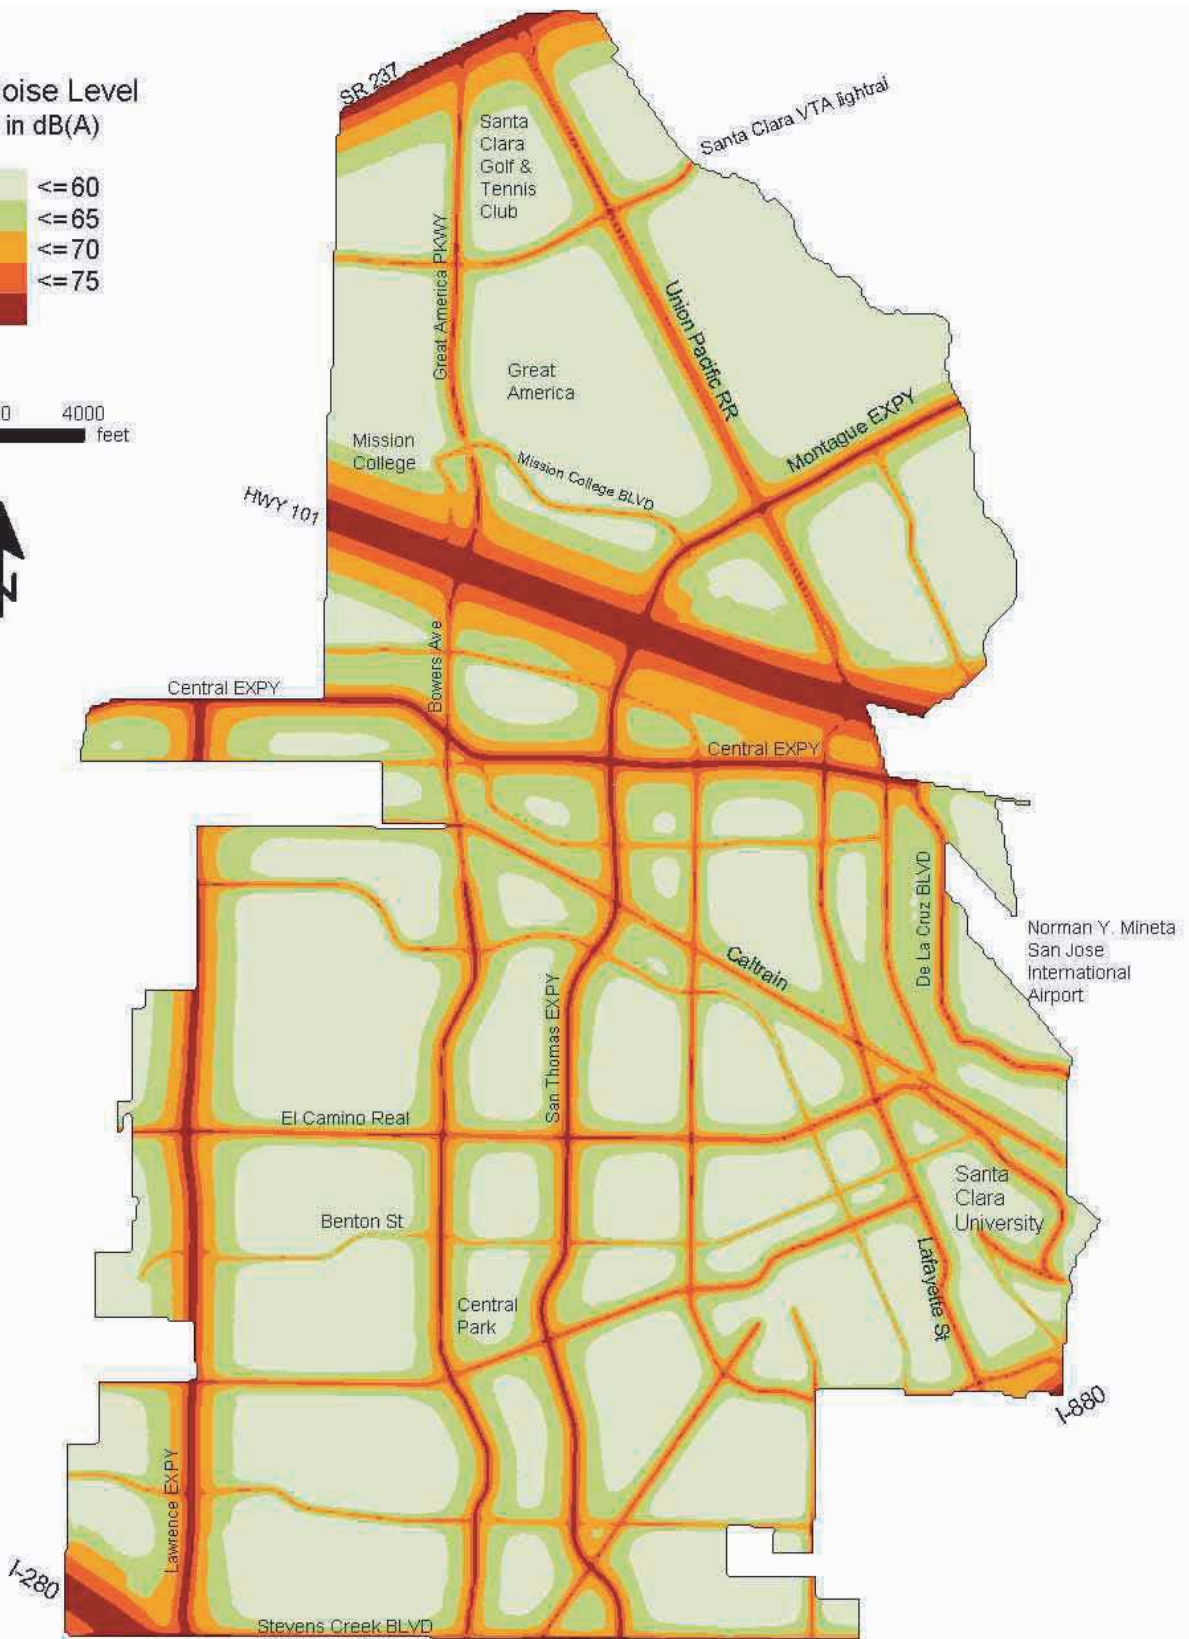 oise Level
in dB(A)
<=60
<=65
<=70
<=75
0 4000
feet
N
SR 237
Santa
Clara
Golf &
Tennis
Club
Santa Clara VTA lightrail
Great America PKWY
Union Pacific RR
Great
America
Montague EXPY
Mission
College
Mission College BLVD
HWY 101
Bowers Ave
Central EXPY
Central EXPY
De La Cruz BLVD
Norman Y. Mineta
San Jose
International
Airport
Caltrain
San Thomas EXPY
El Camino Real
Santa
Clara
University
Benton St
Lafayette St
Central
Park
I-880
Lawrence EXPY
I-280
Stevens Creek BLVD